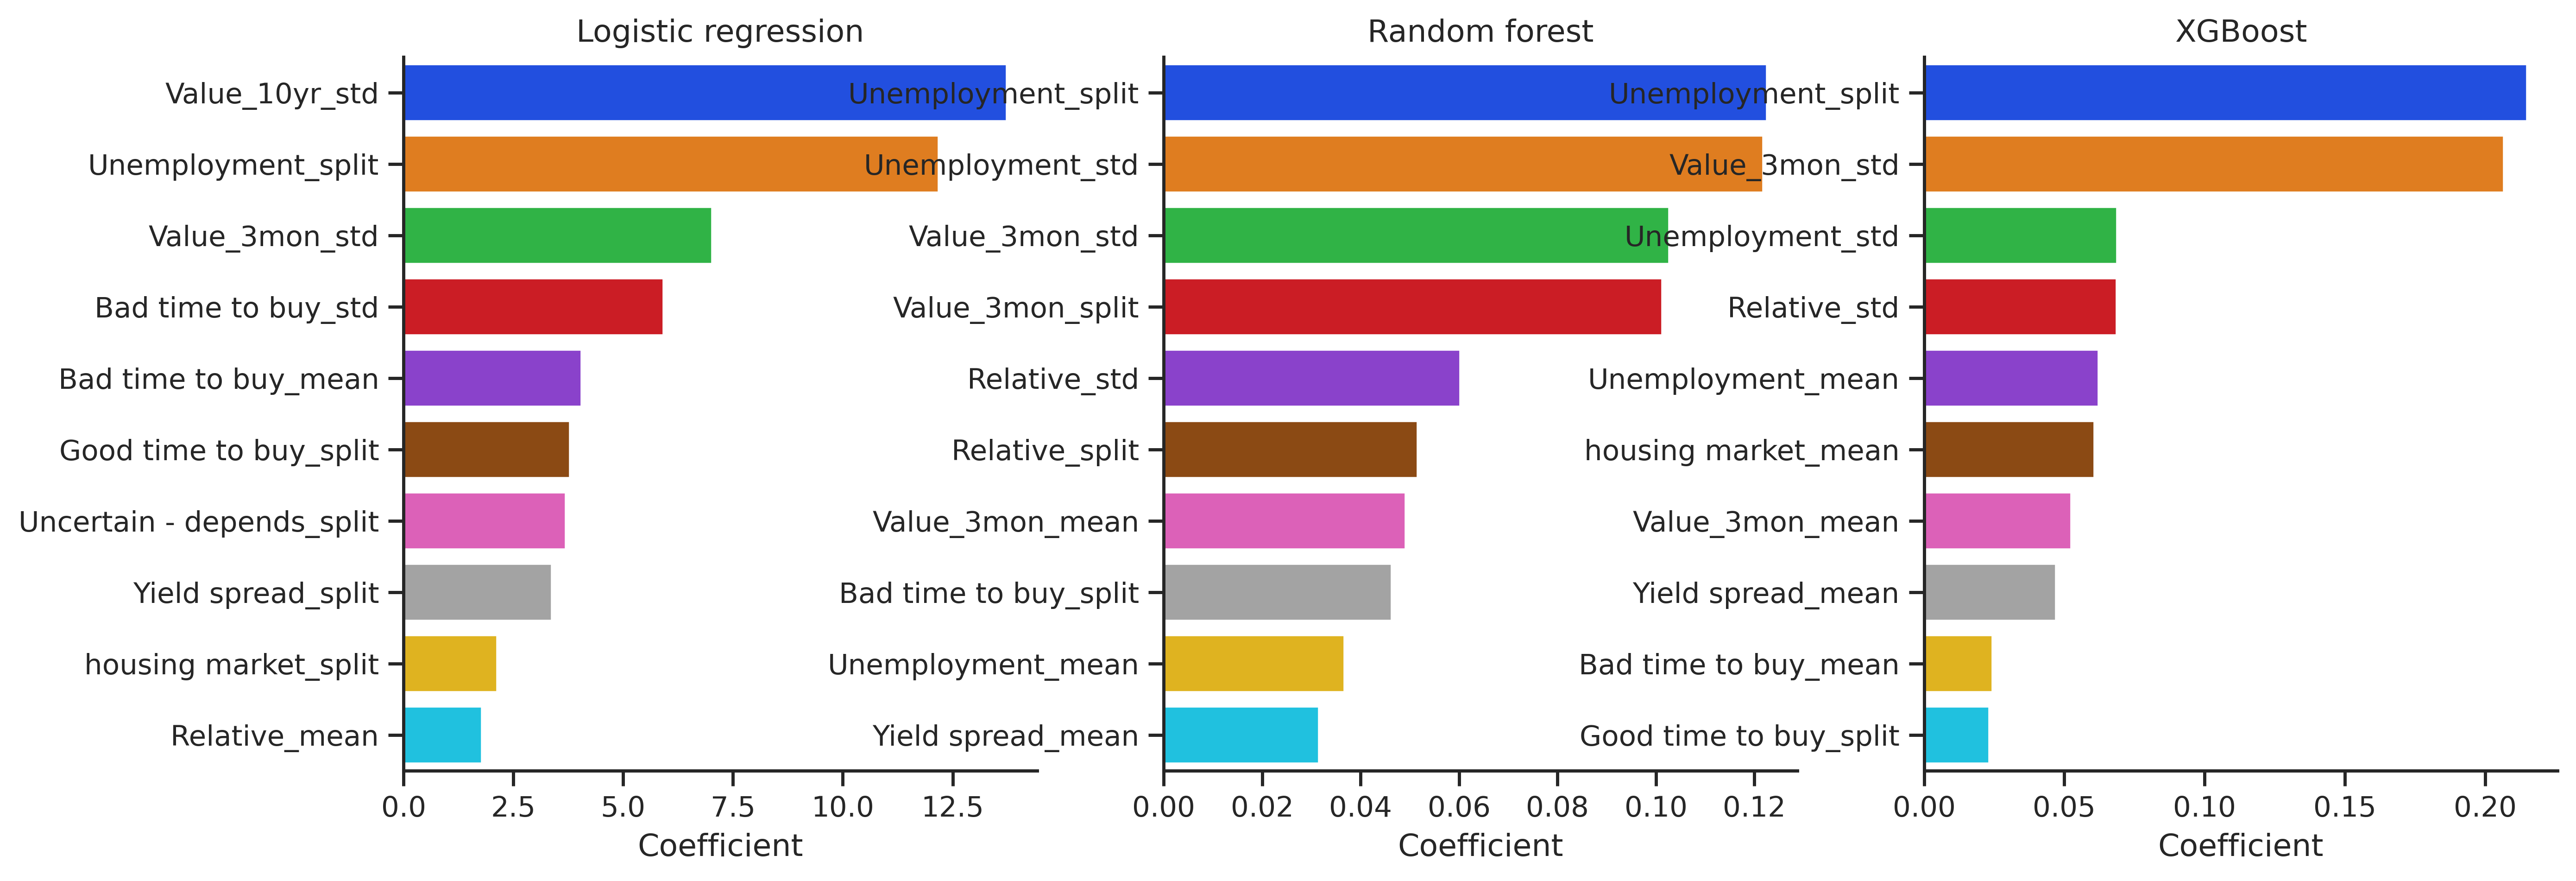 Logistic regression
Value_10yr_std
Unemployment_split
Value_3mon_std
Bad time to buy_std
Bad time to buy_mean
Good time to buy_split
Uncertain - depends_split
Yield spread_split
housing market_split
Relative_mean
0.0 2.5 5.0 7.5 10.0 12.5
Coefficient
Random forest
Unemployment_split
Unemployment_std
Value_3mon_std
Value_3mon_split
Relative_std
Relative_split
Value_3mon_mean
Bad time to buy_split
Unemployment_mean
Yield spread_mean
0.00 0.02 0.04 0.06 0.08 0.10 0.12
Coefficient
XGBoost
Unemployment_split
Value_3mon_std
Unemployment_std
Relative_std
Unemployment_mean
housing market_mean
Value_3mon_mean
Yield spread_mean
Bad time to buy_mean
Good time to buy_split
0.00 0.05 0.10 0.15 0.20
Coefficient